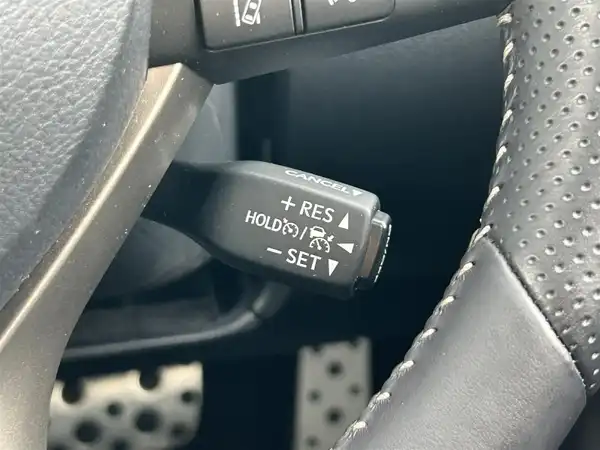 CANCEL▼
+ RES ▲
HOLD /
− SET ▼